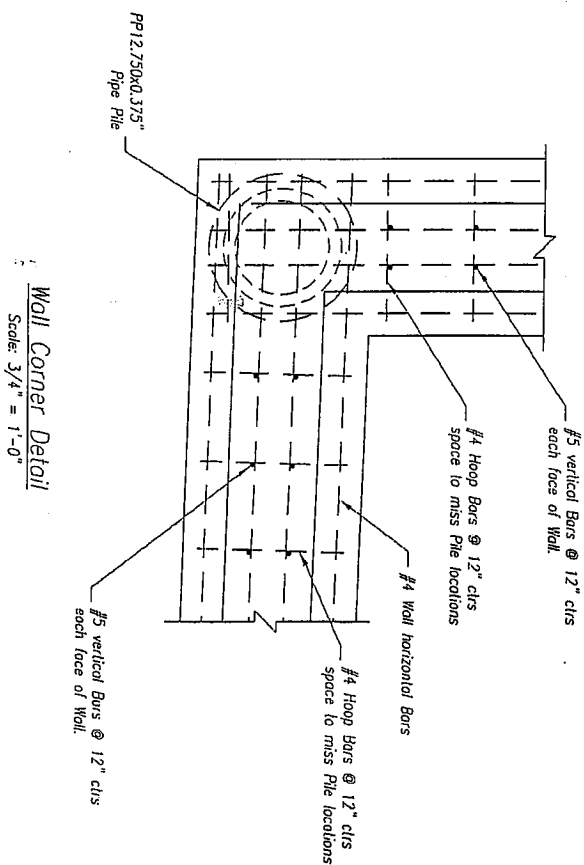 #5 vertical Bars @ 12" ctrs
each face of Wall.
#4 Hoop Bars @ 12" ctrs
space to miss Pile locations
#4 Wall horizontal Bars
#4 Hoop Bars @ 12" ctrs
space to miss Pile locations
#5 vertical Bars @ 12" ctrs
each face of Wall.
PP12.750x0.375"
Pipe Pile
Wall Corner Detail
Scale: 3/4" = 1'-0"